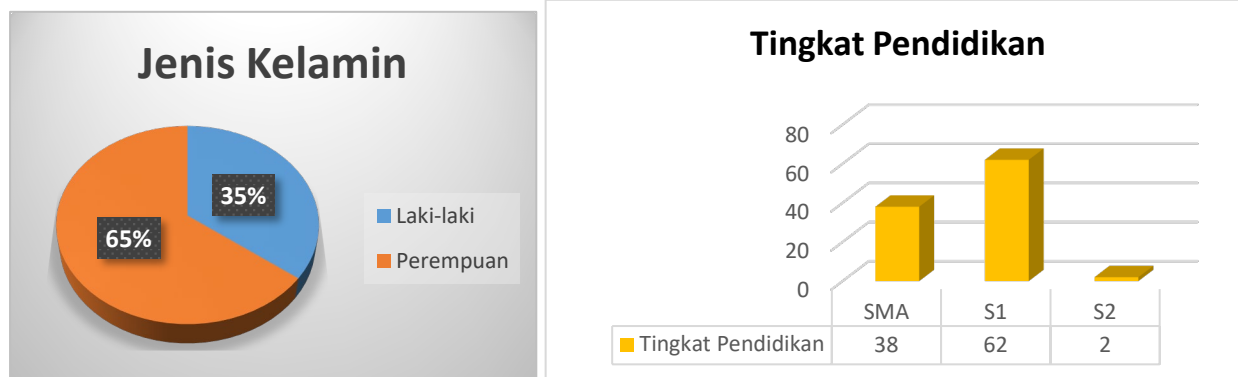 Jenis Kelamin
35%
65%
Laki-laki
Perempuan
Tingkat Pendidikan
80
60
40
20
0
SMA S1 S2
Tingkat Pendidikan 38 62 2